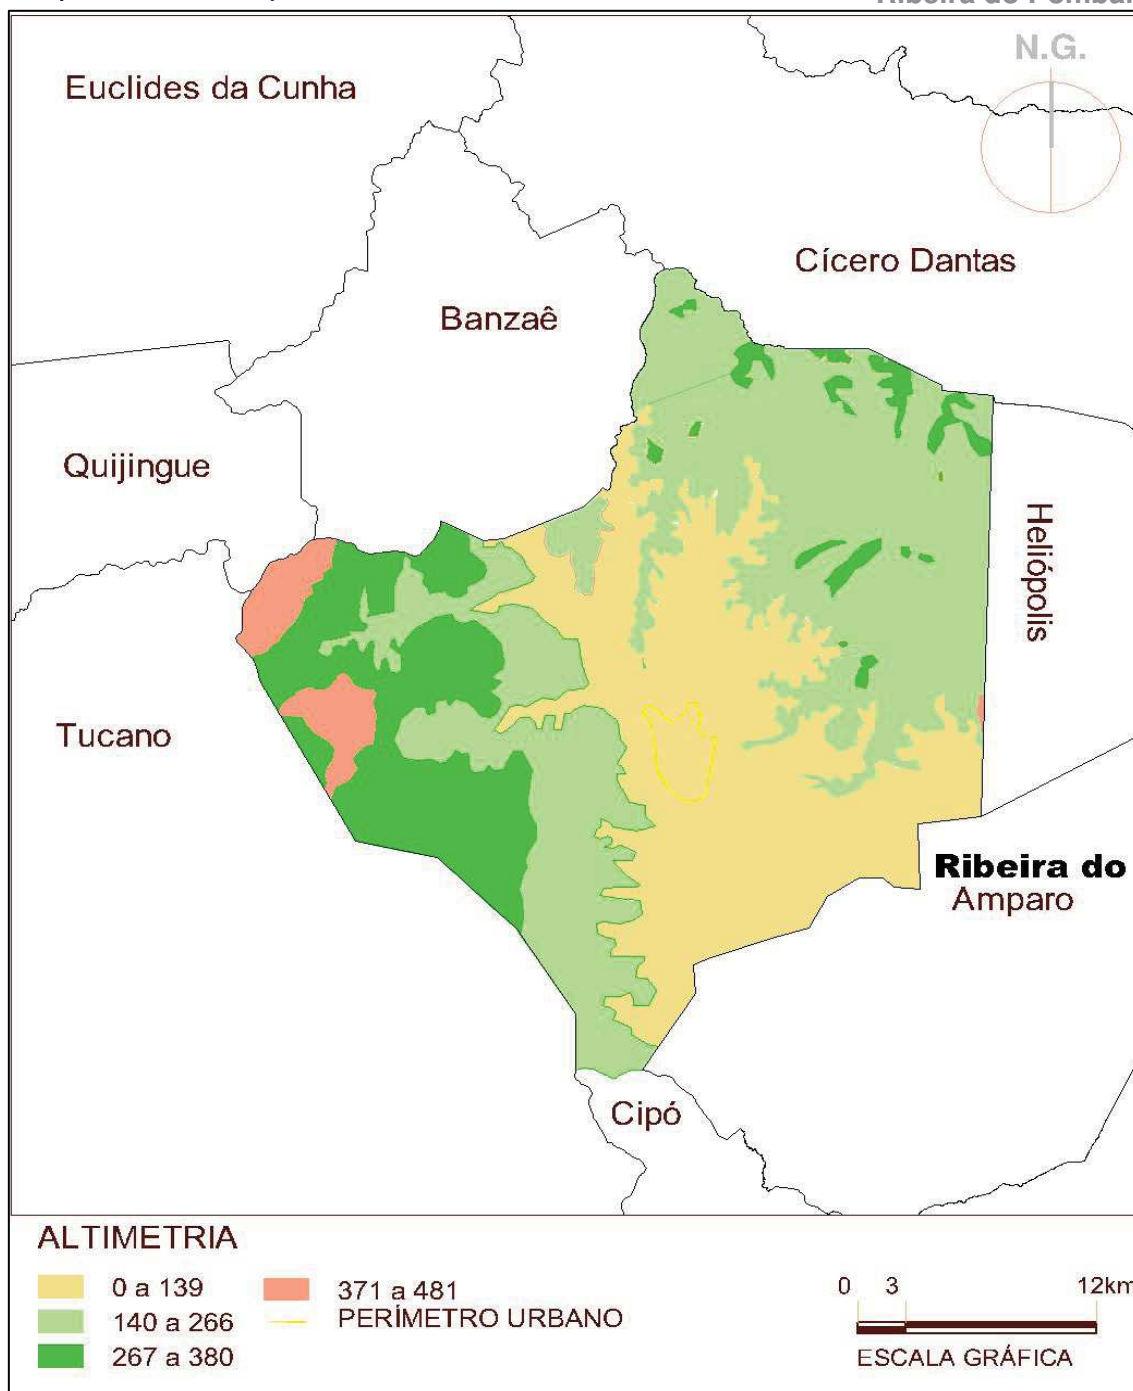 N.G.
Euclides da Cunha
Cícero Dantas
Banzaê
Quijingue
Heliópolis
Tucano
Ribeira do
Amparo
Cipó
ALTIMETRIA
0 a 139
140 a 266
267 a 380
371 a 481
PERÍMETRO URBANO
0 3 12km
ESCALA GRÁFICA